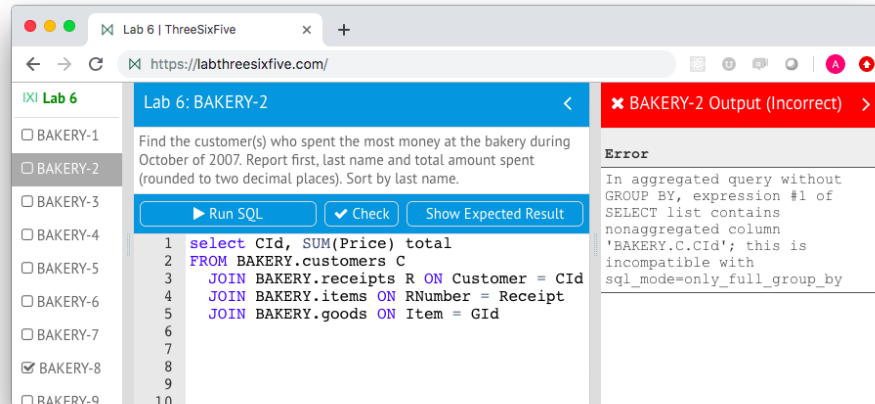 Lab 6 | ThreeSixFive
https://labthreesixfive.com/
A
|X| Lab 6
BAKERY-1
BAKERY-2
BAKERY-3
BAKERY-4
BAKERY-5
BAKERY-6
BAKERY-7
BAKERY-8
BAKERY-9
Lab 6: BAKERY-2
Find the customer(s) who spent the most money at the bakery during
October of 2007. Report first, last name and total amount spent
(rounded to two decimal places). Sort by last name.
Run SQL
Check
Show Expected Result
1 select CId, SUM(Price) total
2 FROM BAKERY.customers C
3 JOIN BAKERY.receipts R ON Customer = CId
4 JOIN BAKERY.items ON RNumber = Receipt
5 JOIN BAKERY.goods ON Item = GId
6
7
8
9
10
BAKERY-2 Output (Incorrect)
Error
In aggregated query without
GROUP BY, expression #1 of
SELECT list contains
nonaggregated column
'BAKERY.C.CId'; this is
incompatible with
sql_mode=only_full_group_by